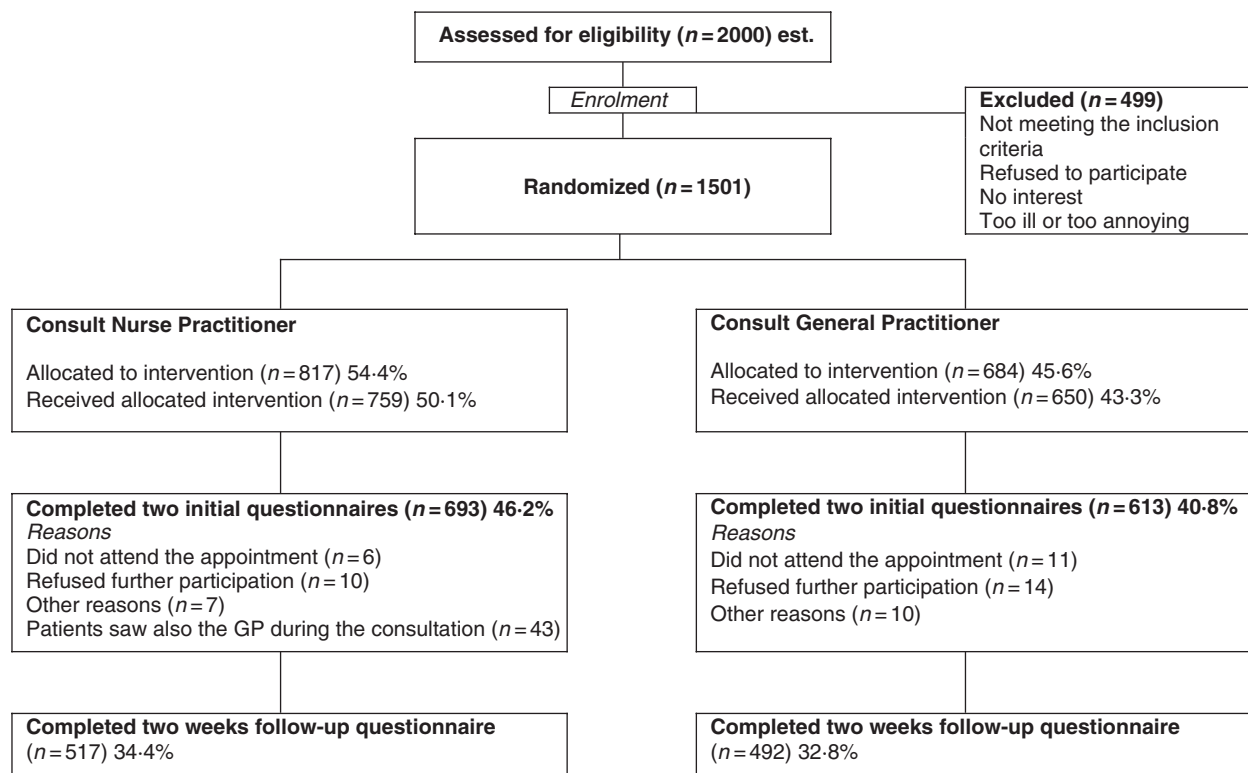 Assessed for eligibility (n=2000) est.
Enrolment
Excluded (n=499)
Not meeting the inclusion
criteria
Refused to participate
No interest
Too ill or too annoying
Randomized (n=1501)
Consult Nurse Practitioner
Allocated to intervention (n=817) 54·4%
Received allocated intervention (n=759) 50·1%
Consult General Practitioner
Allocated to intervention (n=684) 45·6%
Received allocated intervention (n=650) 43·3%
Completed two initial questionnaires (n=693) 46·2%
Reasons
Did not attend the appointment (n=6)
Refused further participation (n=10)
Other reasons (n=7)
Patients saw also the GP during the consultation (n=43)
Completed two initial questionnaires (n=613) 40·8%
Reasons
Did not attend the appointment (n=11)
Refused further participation (n=14)
Other reasons (n=10)
Completed two weeks follow-up questionnaire
(n=517) 34·4%
Completed two weeks follow-up questionnaire
(n=492) 32·8%